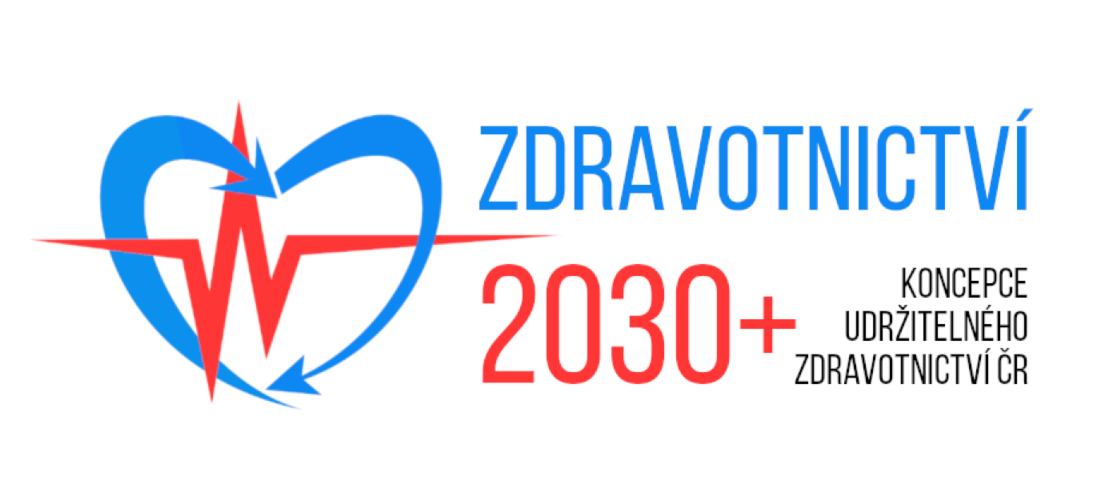 ZDRAVOTNICTVÍ
2030+
KONCEPCE
UDRŽITELNÉHO
ZDRAVOTNICTVÍ ČR